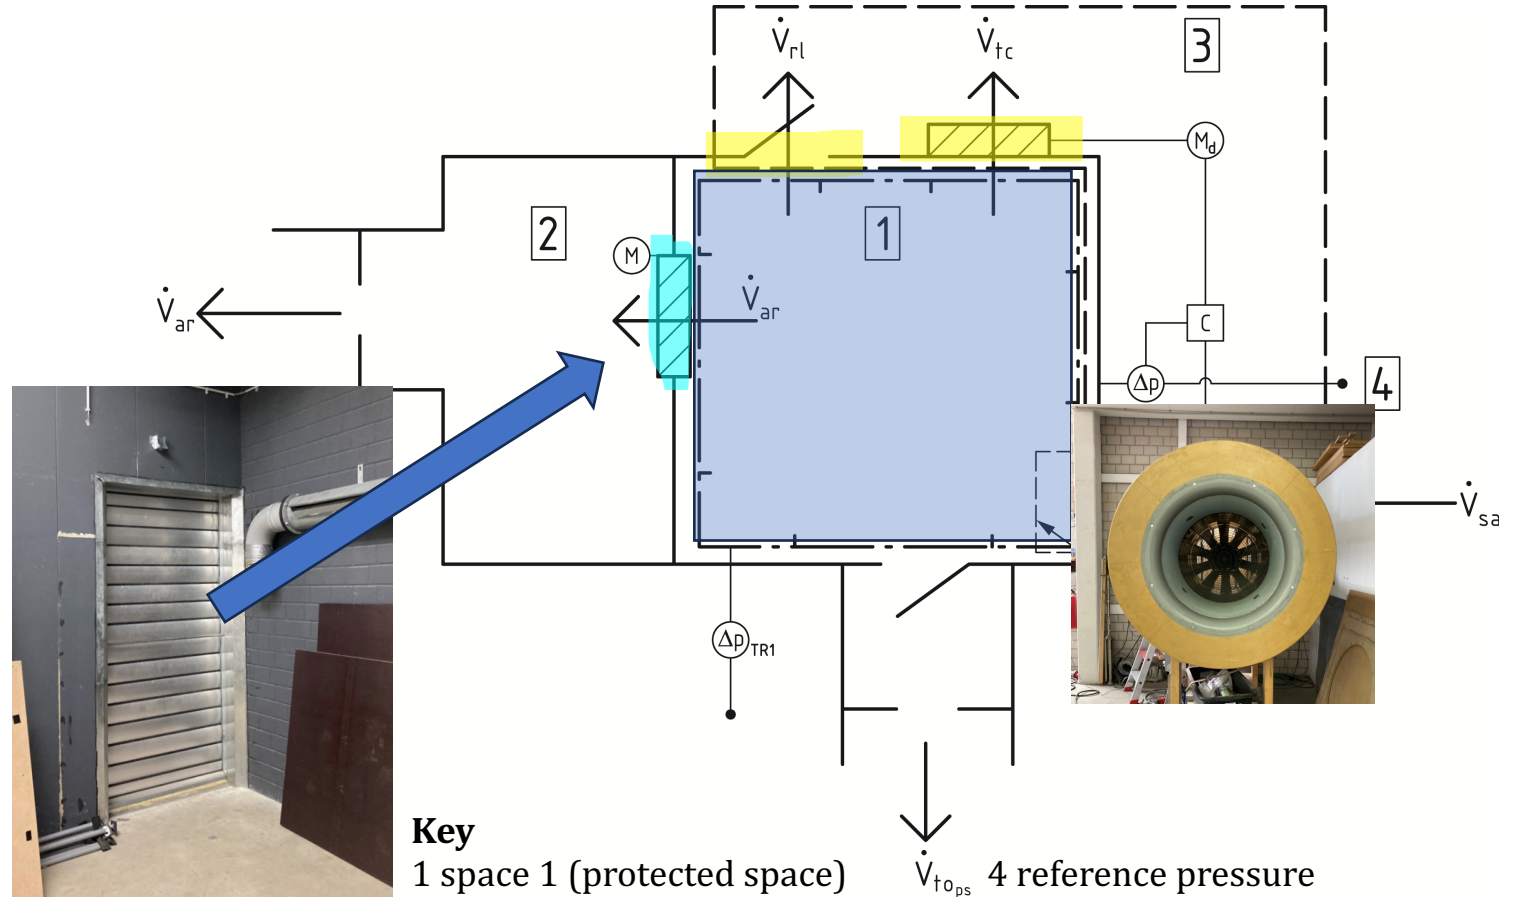 V̇rl
V̇tc
3
Md
2
1
M
V̇ar
V̇ar
C
Δp
4
V̇sa
ΔpTR1
Key
1 space 1 (protected space)
V̇tops
4 reference pressure